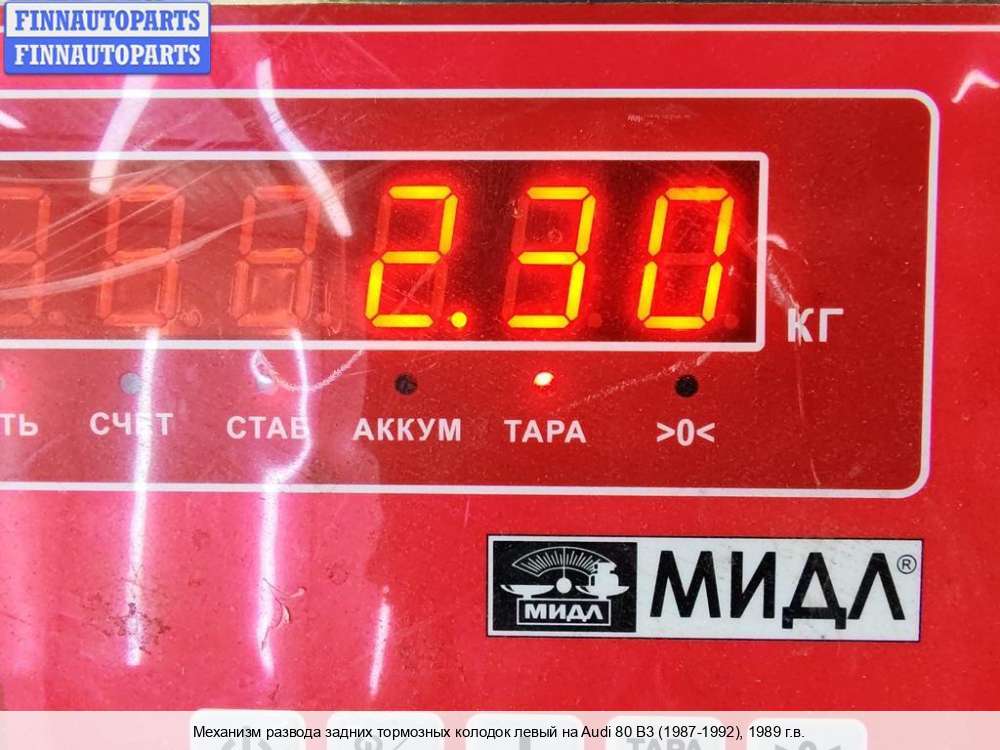 FINNAUTOPARTS
FINNAUTOPARTS
2.30
КГ
СЧЕТ СТАБ АККУМ ТАРА >0<
МИДЛ
МИДЛ®
ТАРА
Механизм развода задних тормозных колодок левый на Audi 80 B3 (1987-1992), 1989 г.в.